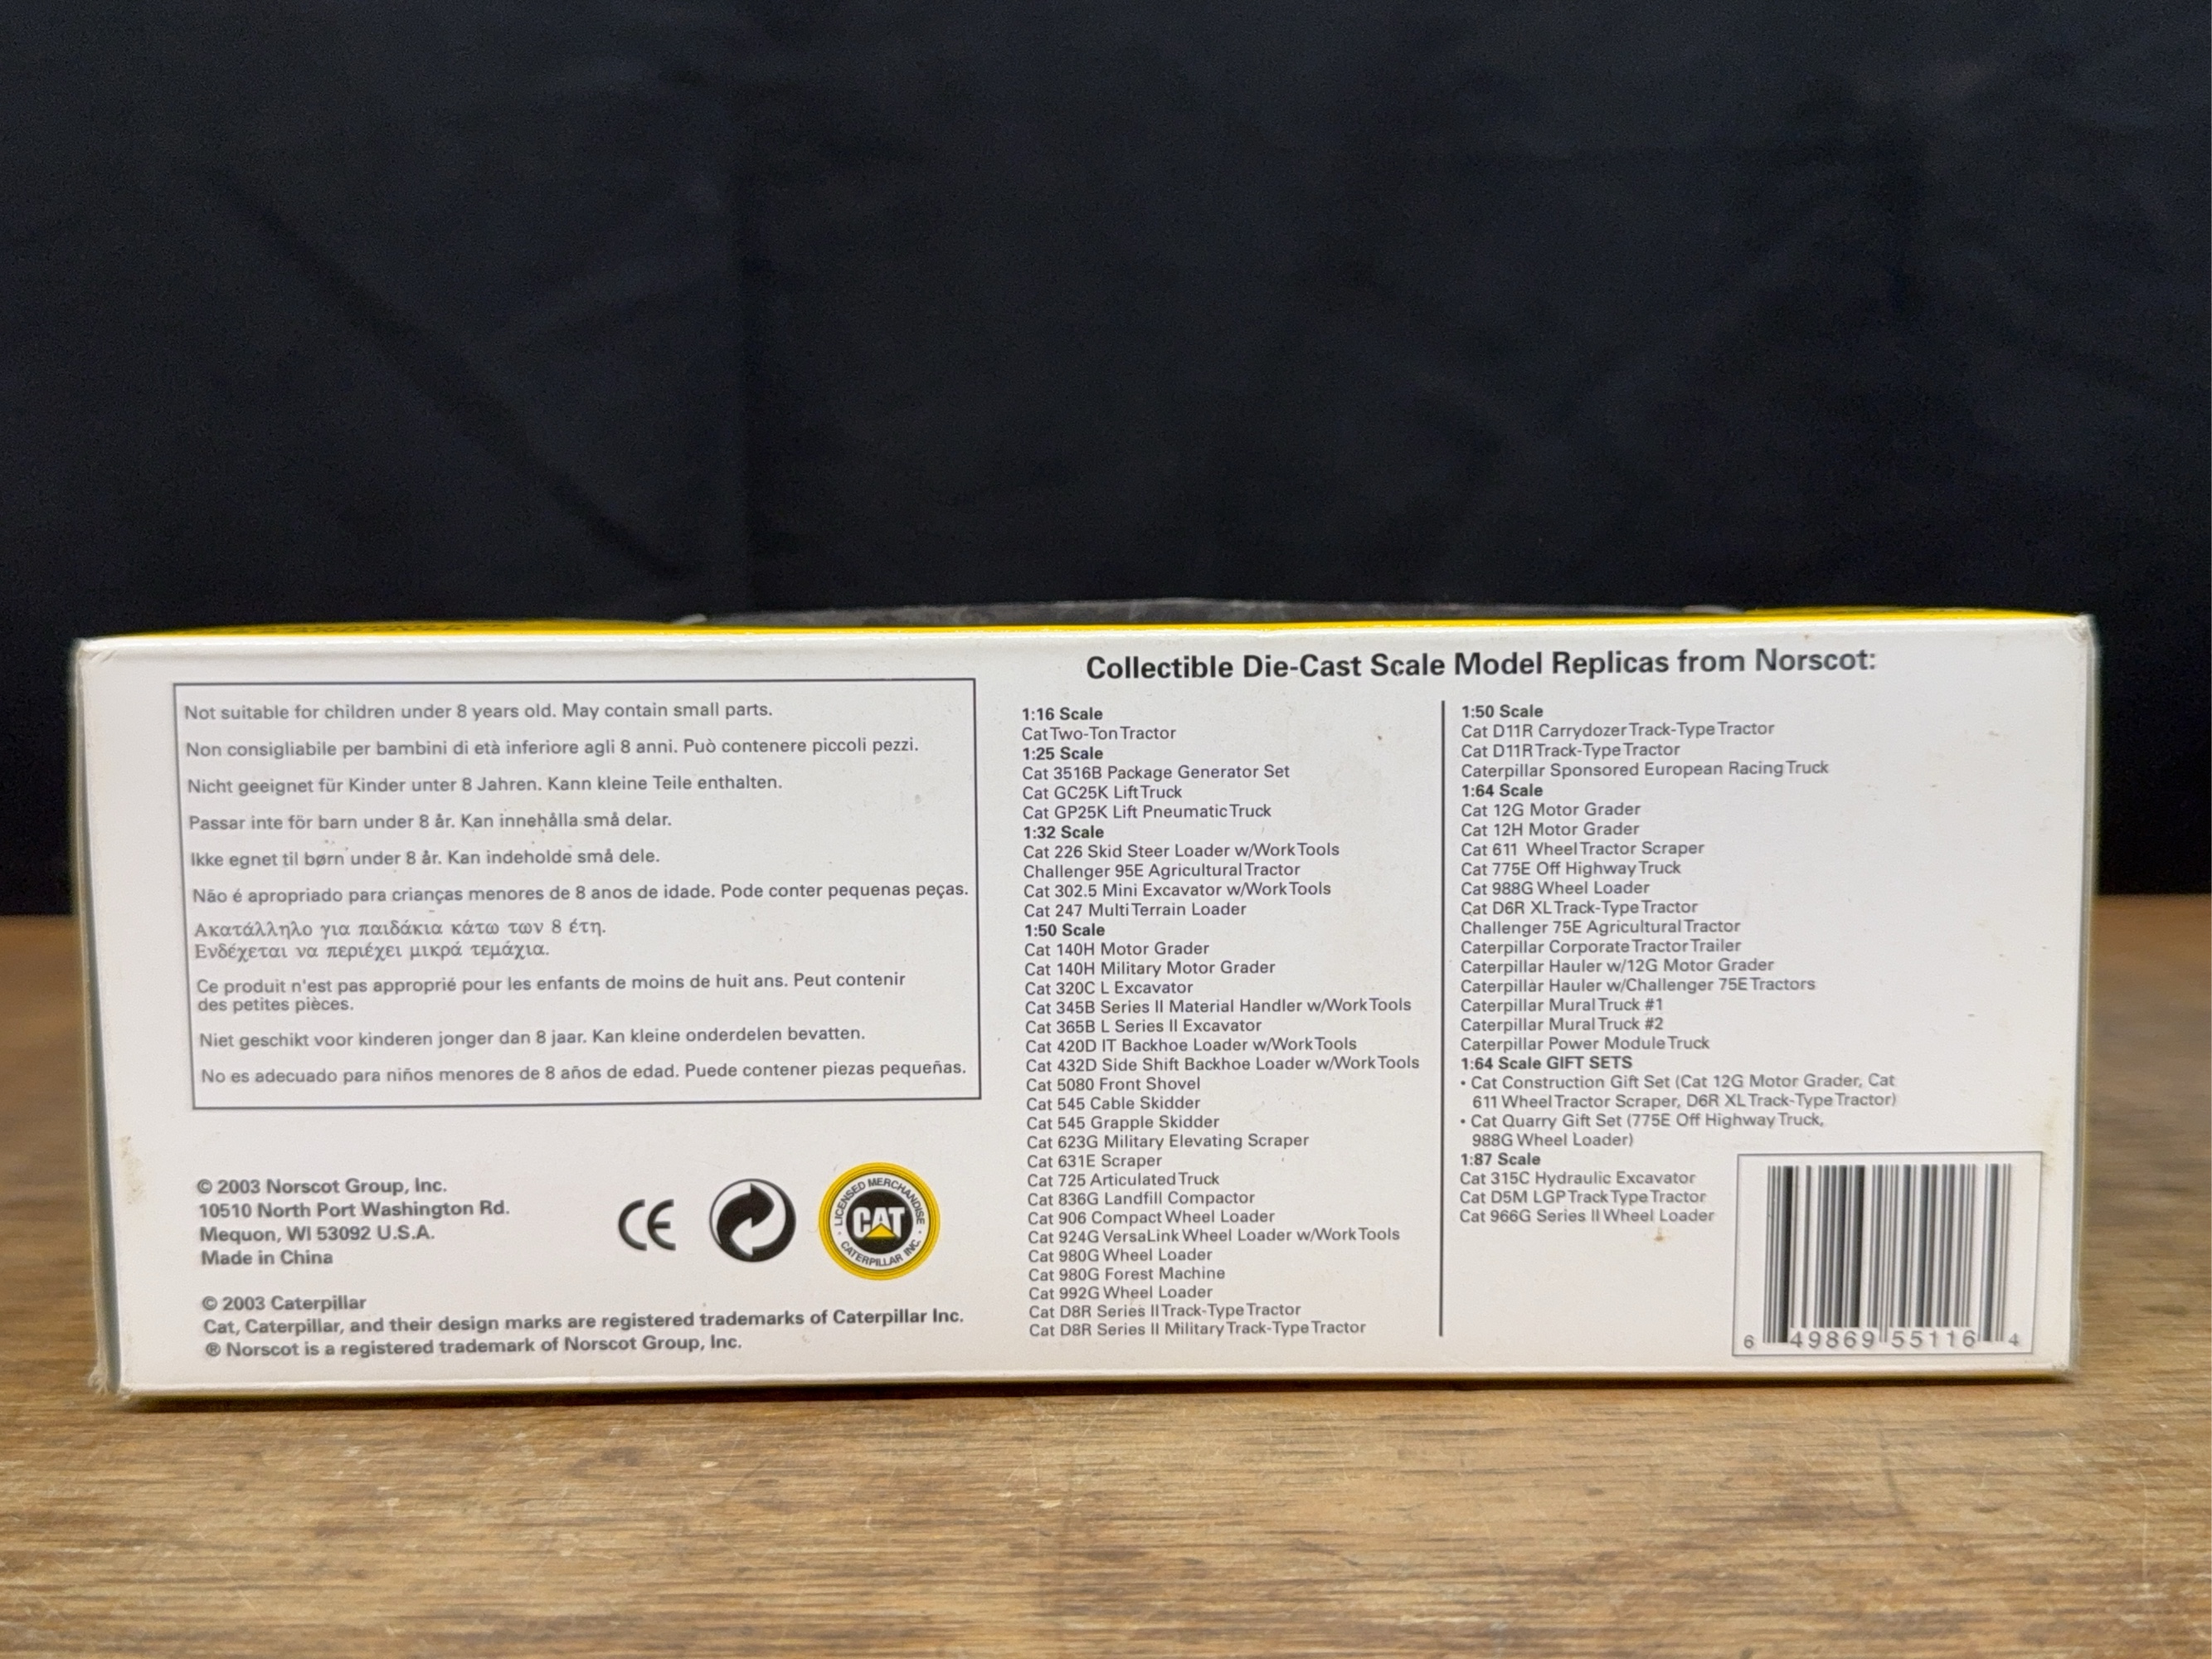 Not suitable for children under 8 years old. May contain small parts.
Non consigliabile per bambini di età inferiore agli 8 anni. Può contenere piccoli pezzi.
Nicht geeignet für Kinder unter 8 Jahren. Kann kleine Teile enthalten.
Passar inte för barn under 8 år. Kan innehålla små delar.
Ikke egnet til børn under 8 år. Kan indeholde små dele.
Não é apropriado para crianças menores de 8 anos de idade. Pode conter pequenas peças.
Ακατάλληλο για παιδάκια κάτω των 8 έτη.
Ενδέχεται να περιέχει μικρά τεμάχια.
Ce produit n'est pas approprié pour les enfants de moins de huit ans. Peut contenir
des petites pièces.
Niet geschikt voor kinderen jonger dan 8 jaar. Kan kleine onderdelen bevatten.
No es adecuado para niños menores de 8 años de edad. Puede contener piezas pequeñas.
© 2003 Norscot Group, Inc.
10510 North Port Washington Rd.
Mequon, WI 53092 U.S.A.
Made in China
CE
LICENSED MERCHANDISE
CAT
CATERPILLAR INC.
© 2003 Caterpillar
Cat, Caterpillar, and their design marks are registered trademarks of Caterpillar Inc.
® Norscot is a registered trademark of Norscot Group, Inc.
Collectible Die-Cast Scale Model Replicas from Norscot:
1:16 Scale
Cat Two-Ton Tractor
1:25 Scale
Cat 3516B Package Generator Set
Cat GC25K Lift Truck
Cat GP25K Lift Pneumatic Truck
1:32 Scale
Cat 226 Skid Steer Loader w/Work Tools
Challenger 95E Agricultural Tractor
Cat 302.5 Mini Excavator w/Work Tools
Cat 247 Multi Terrain Loader
1:50 Scale
Cat 140H Motor Grader
Cat 140H Military Motor Grader
Cat 320C L Excavator
Cat 345B Series II Material Handler w/Work Tools
Cat 365B L Series II Excavator
Cat 420D IT Backhoe Loader w/Work Tools
Cat 432D Side Shift Backhoe Loader w/Work Tools
Cat 5080 Front Shovel
Cat 545 Cable Skidder
Cat 545 Grapple Skidder
Cat 623G Military Elevating Scraper
Cat 631E Scraper
Cat 725 Articulated Truck
Cat 836G Landfill Compactor
Cat 906 Compact Wheel Loader
Cat 924G VersaLink Wheel Loader w/Work Tools
Cat 980G Wheel Loader
Cat 980G Forest Machine
Cat 992G Wheel Loader
Cat D8R Series II Track-Type Tractor
Cat D8R Series II Military Track-Type Tractor
1:50 Scale
Cat D11R Carrydozer Track-Type Tractor
Cat D11R Track-Type Tractor
Caterpillar Sponsored European Racing Truck
1:64 Scale
Cat 12G Motor Grader
Cat 12H Motor Grader
Cat 611 Wheel Tractor Scraper
Cat 775E Off Highway Truck
Cat 988G Wheel Loader
Cat D6R XL Track-Type Tractor
Challenger 75E Agricultural Tractor
Caterpillar Corporate Tractor Trailer
Caterpillar Hauler w/12G Motor Grader
Caterpillar Hauler w/Challenger 75E Tractors
Caterpillar Mural Truck #1
Caterpillar Mural Truck #2
Caterpillar Power Module Truck
1:64 Scale GIFT SETS
• Cat Construction Gift Set (Cat 12G Motor Grader, Cat
611 Wheel Tractor Scraper, D6R XL Track-Type Tractor)
• Cat Quarry Gift Set (775E Off Highway Truck,
988G Wheel Loader)
1:87 Scale
Cat 315C Hydraulic Excavator
Cat D5M LGP Track Type Tractor
Cat 966G Series II Wheel Loader
6 49869 55116 4